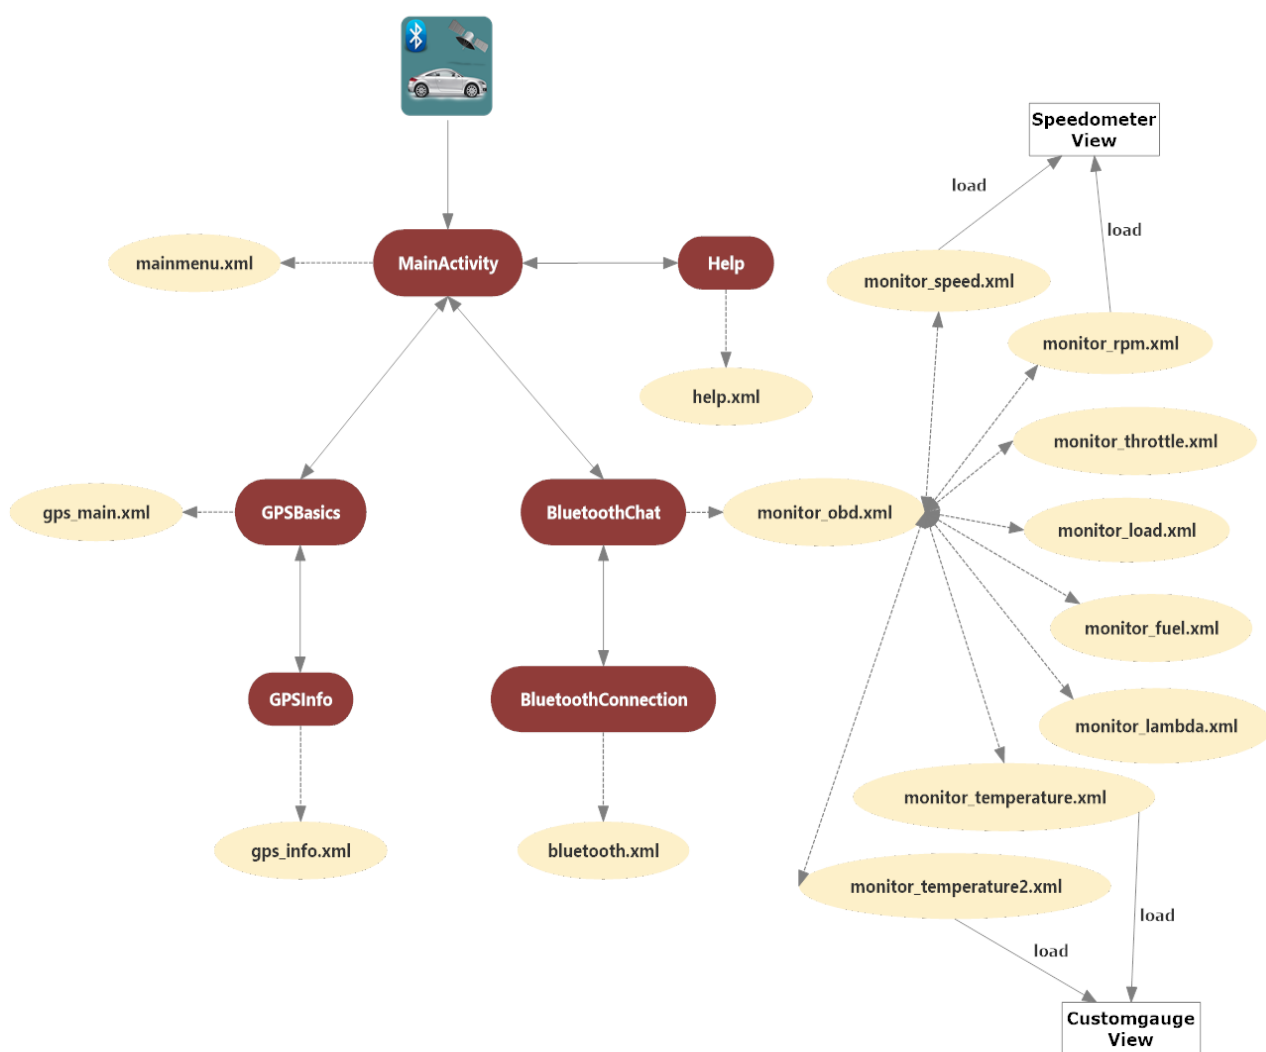 Speedometer
View
load
load
mainmenu.xml
MainActivity
Help
monitor_speed.xml
monitor_rpm.xml
help.xml
monitor_throttle.xml
gps_main.xml
GPSBasics
BluetoothChat
monitor_obd.xml
monitor_load.xml
monitor_fuel.xml
GPSInfo
BluetoothConnection
monitor_lambda.xml
monitor_temperature.xml
gps_info.xml
bluetooth.xml
monitor_temperature2.xml
load
load
Customgauge
View